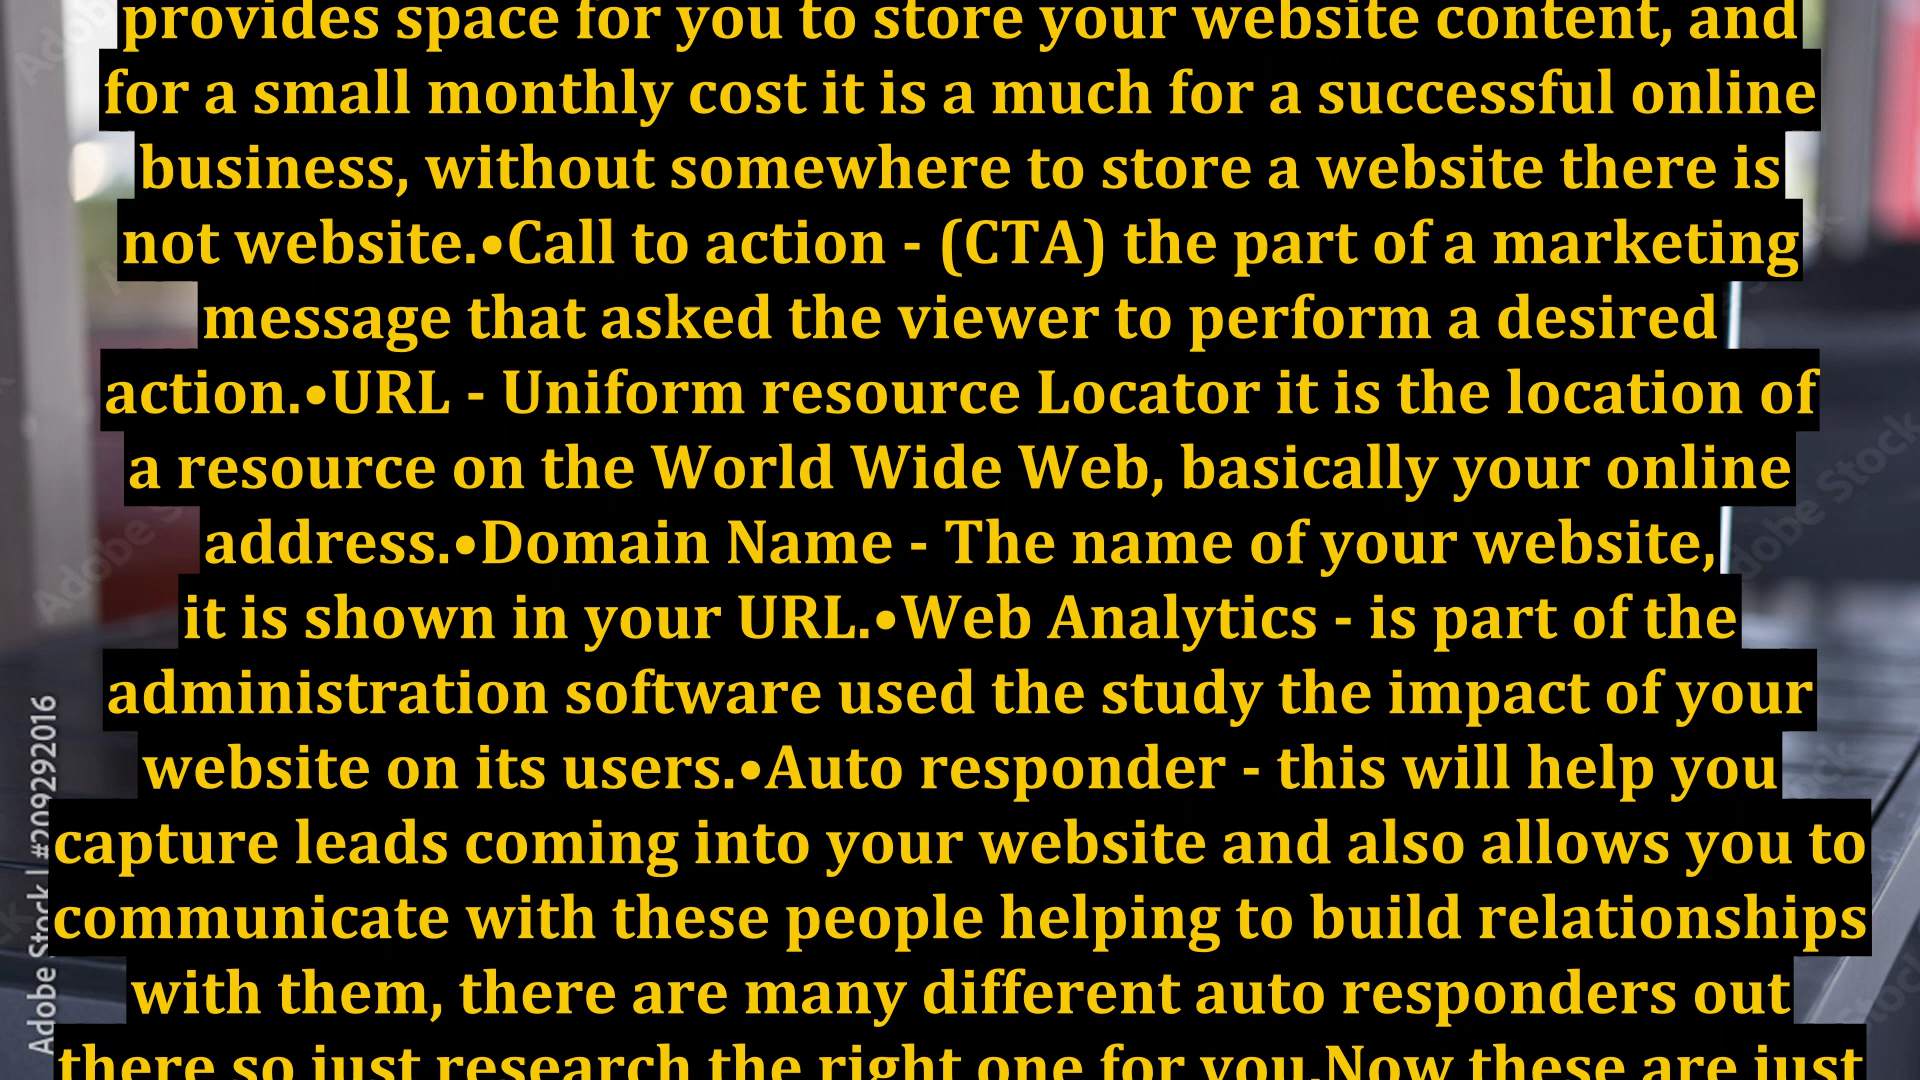 provides space for you to store your website content, and
for a small monthly cost it is a much for a successful online
business, without somewhere to store a website there is
not website.•Call to action - (CTA) the part of a marketing
message that asked the viewer to perform a desired
action.•URL - Uniform resource Locator it is the location of
a resource on the World Wide Web, basically your online
address.•Domain Name - The name of your website,
it is shown in your URL.•Web Analytics - is part of the
administration software used the study the impact of your
website on its users.•Auto responder - this will help you
capture leads coming into your website and also allows you to
communicate with these people helping to build relationships
with them, there are many different auto responders out
there so just research the right one for you.Now these are just
Adobe Stock | #209292016
Adobe Stock
Adobe Stock